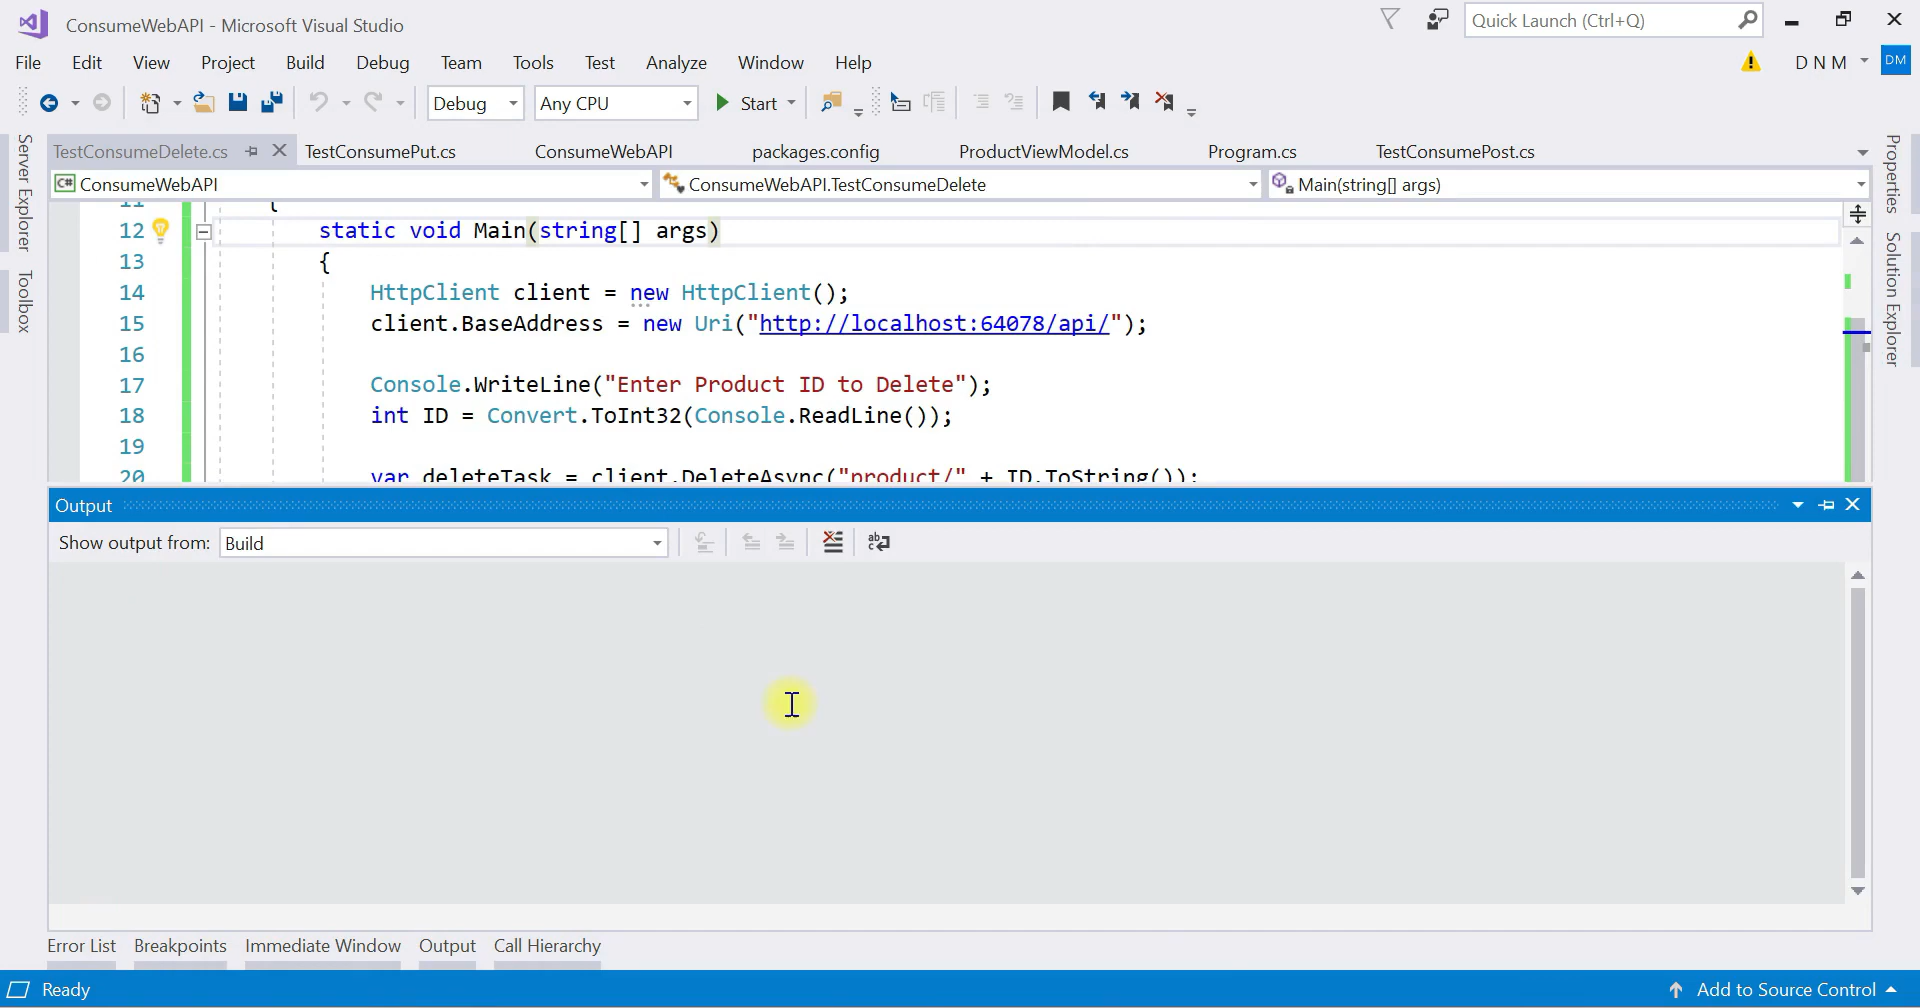 ConsumeWebAPI - Microsoft Visual Studio
Quick Launch (Ctrl+Q)
File Edit View Project Build Debug Team Tools Test Analyze Window Help
D N M DM
Debug Any CPU Start
Server Explorer
Toolbox
TestConsumeDelete.cs TestConsumePut.cs ConsumeWebAPI packages.config ProductViewModel.cs Program.cs TestConsumePost.cs
C# ConsumeWebAPI ConsumeWebAPI.TestConsumeDelete Main(string[] args)
11 {
12 static void Main(string[] args)
13 {
14 HttpClient client = new HttpClient();
15 client.BaseAddress = new Uri("http://localhost:64078/api/");
16
17 Console.WriteLine("Enter Product ID to Delete");
18 int ID = Convert.ToInt32(Console.ReadLine());
19
20 var deleteTask = client.DeleteAsync("product/" + ID.ToString());
Properties
Solution Explorer
Output
Show output from: Build
Error List Breakpoints Immediate Window Output Call Hierarchy
Ready
Add to Source Control